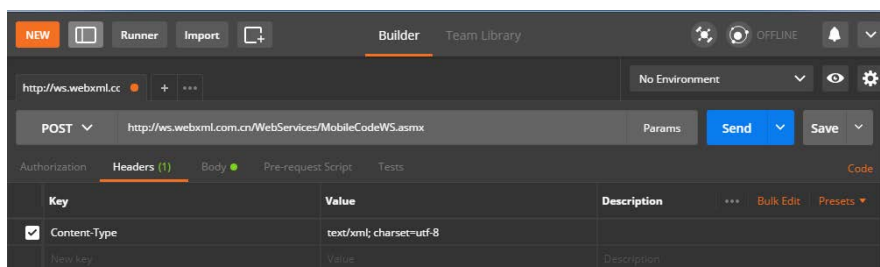 NEW Runner Import Builder Team Library OFFLINE
http://ws.webxml.cc + ••• No Environment
POST http://ws.webxml.com.cn/WebServices/MobileCodeWS.asmx Params Send Save
Authorization Headers (1) Body Pre-request Script Tests Code
Key Value Description ••• Bulk Edit Presets
Content-Type text/xml; charset=utf-8
New key Value Description